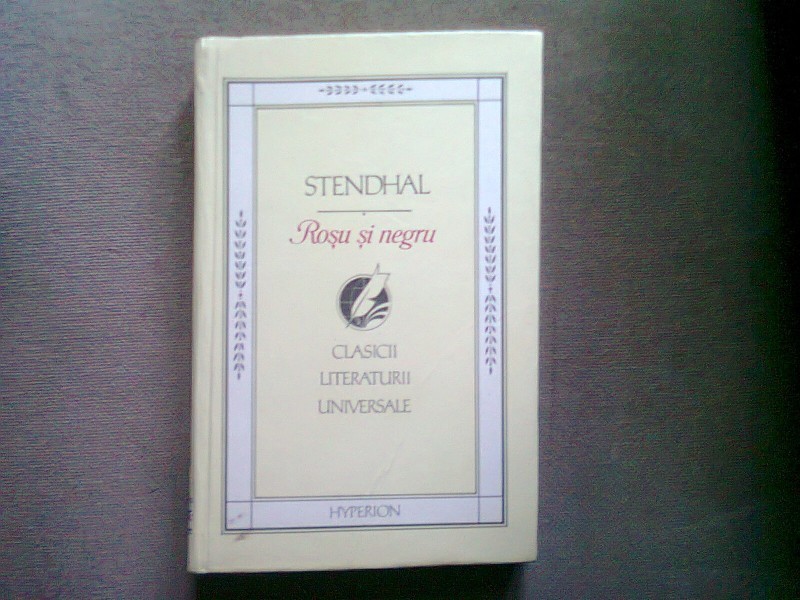 STENDHAL
Roșu și negru
CLASICII
LITERATURII
UNIVERSALE
HYPERION